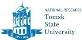 NATIONAL RESEARCH
Tomsk
State
University